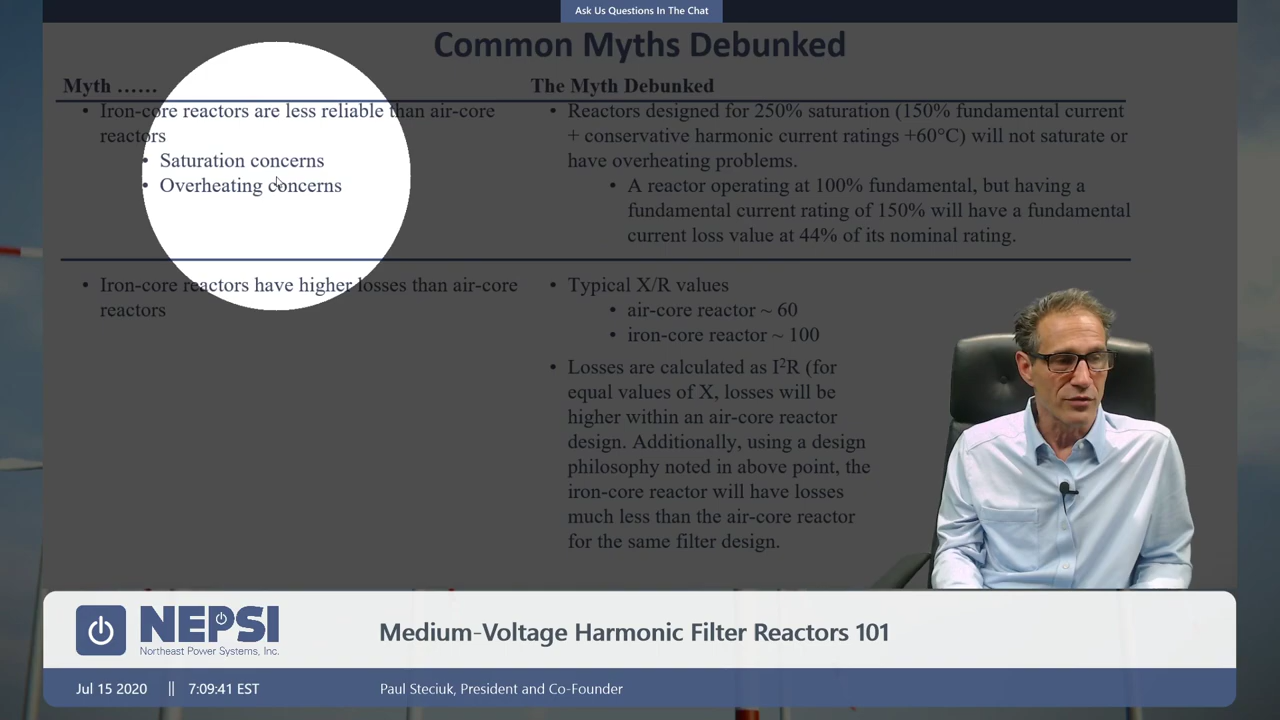 Ask Us Questions In The Chat
Common Myths Debunked
Myth ......
The Myth Debunked
• Iron-core reactors are less reliable than air-core
reactors
• Saturation concerns
• Overheating concerns
• Reactors designed for 250% saturation (150% fundamental current
+ conservative harmonic current ratings +60°C) will not saturate or
have overheating problems.
• A reactor operating at 100% fundamental, but having a
fundamental current rating of 150% will have a fundamental
current loss value at 44% of its nominal rating.
• Iron-core reactors have higher losses than air-core
reactors
• Typical X/R values
• air-core reactor ~ 60
• iron-core reactor ~ 100
• Losses are calculated as I²R (for
equal values of X, losses will be
higher within an air-core reactor
design. Additionally, using a design
philosophy noted in above point, the
iron-core reactor will have losses
much less than the air-core reactor
for the same filter design.
NEPSI
Northeast Power Systems, Inc.
Medium-Voltage Harmonic Filter Reactors 101
Jul 15 2020 || 7:09:41 EST
Paul Steciuk, President and Co-Founder